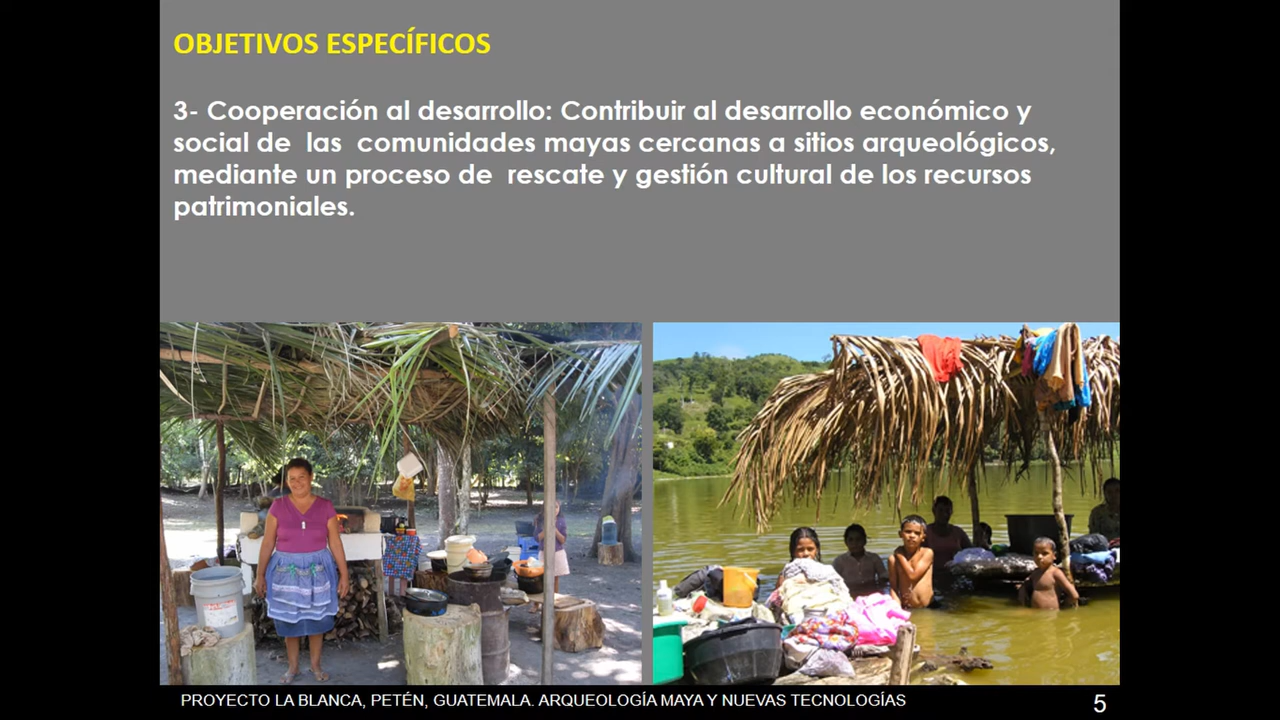 OBJETIVOS ESPECÍFICOS
3- Cooperación al desarrollo: Contribuir al desarrollo económico y
social de las comunidades mayas cercanas a sitios arqueológicos,
mediante un proceso de rescate y gestión cultural de los recursos
patrimoniales.
PROYECTO LA BLANCA, PETÉN, GUATEMALA. ARQUEOLOGÍA MAYA Y NUEVAS TECNOLOGÍAS
5